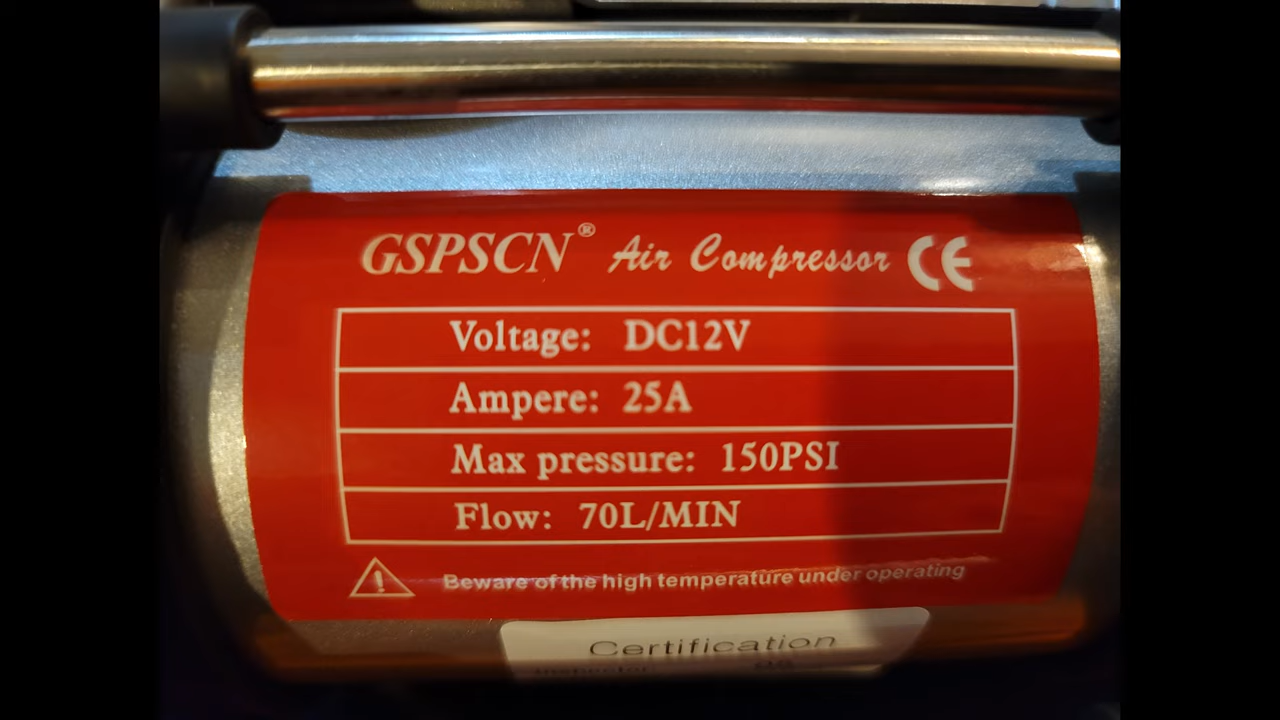 GSPSCN® Air Compressor CE
Voltage: DC12V
Ampere: 25A
Max pressure: 150PSI
Flow: 70L/MIN
Beware of the high temperature under operating
Certification